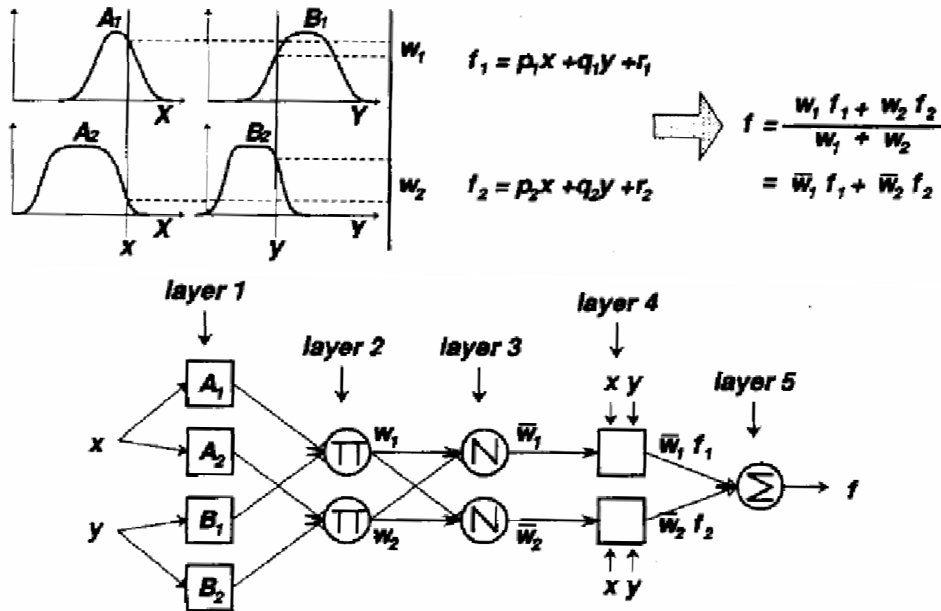 A₁ B₁
w₁ f₁ = p₁x +q₁y +r₁
X Y
f = w₁ f₁ + w₂ f₂ / w₁ + w₂
A₂ B₂
w₂ f₂ = p₂x +q₂y +r₂
= w̅₁ f₁ + w̅₂ f₂
X Y
x y
layer 1
layer 4
layer 2 layer 3
x y layer 5
A₁
x A₂ Π w₁ N w̅₁ w̅₁ f₁
Σ f
y B₁ Π w₂ N w̅₂ w̅₂ f₂
B₂
x y